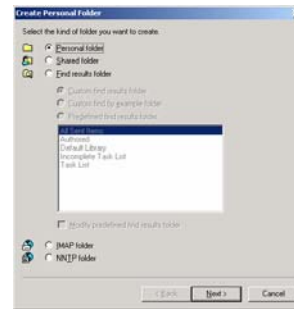 Create Personal Folder
Select the kind of folder you want to create.
Personal folder
Shared folder
Find results folder
Custom find results folder
Custom find by example folder
Predefined find results folder
All Sent Items
Authored
Default Library
Incomplete Task List
Task List
Modify predefined find results folder
IMAP folder
NNTP folder
< Back
Next >
Cancel